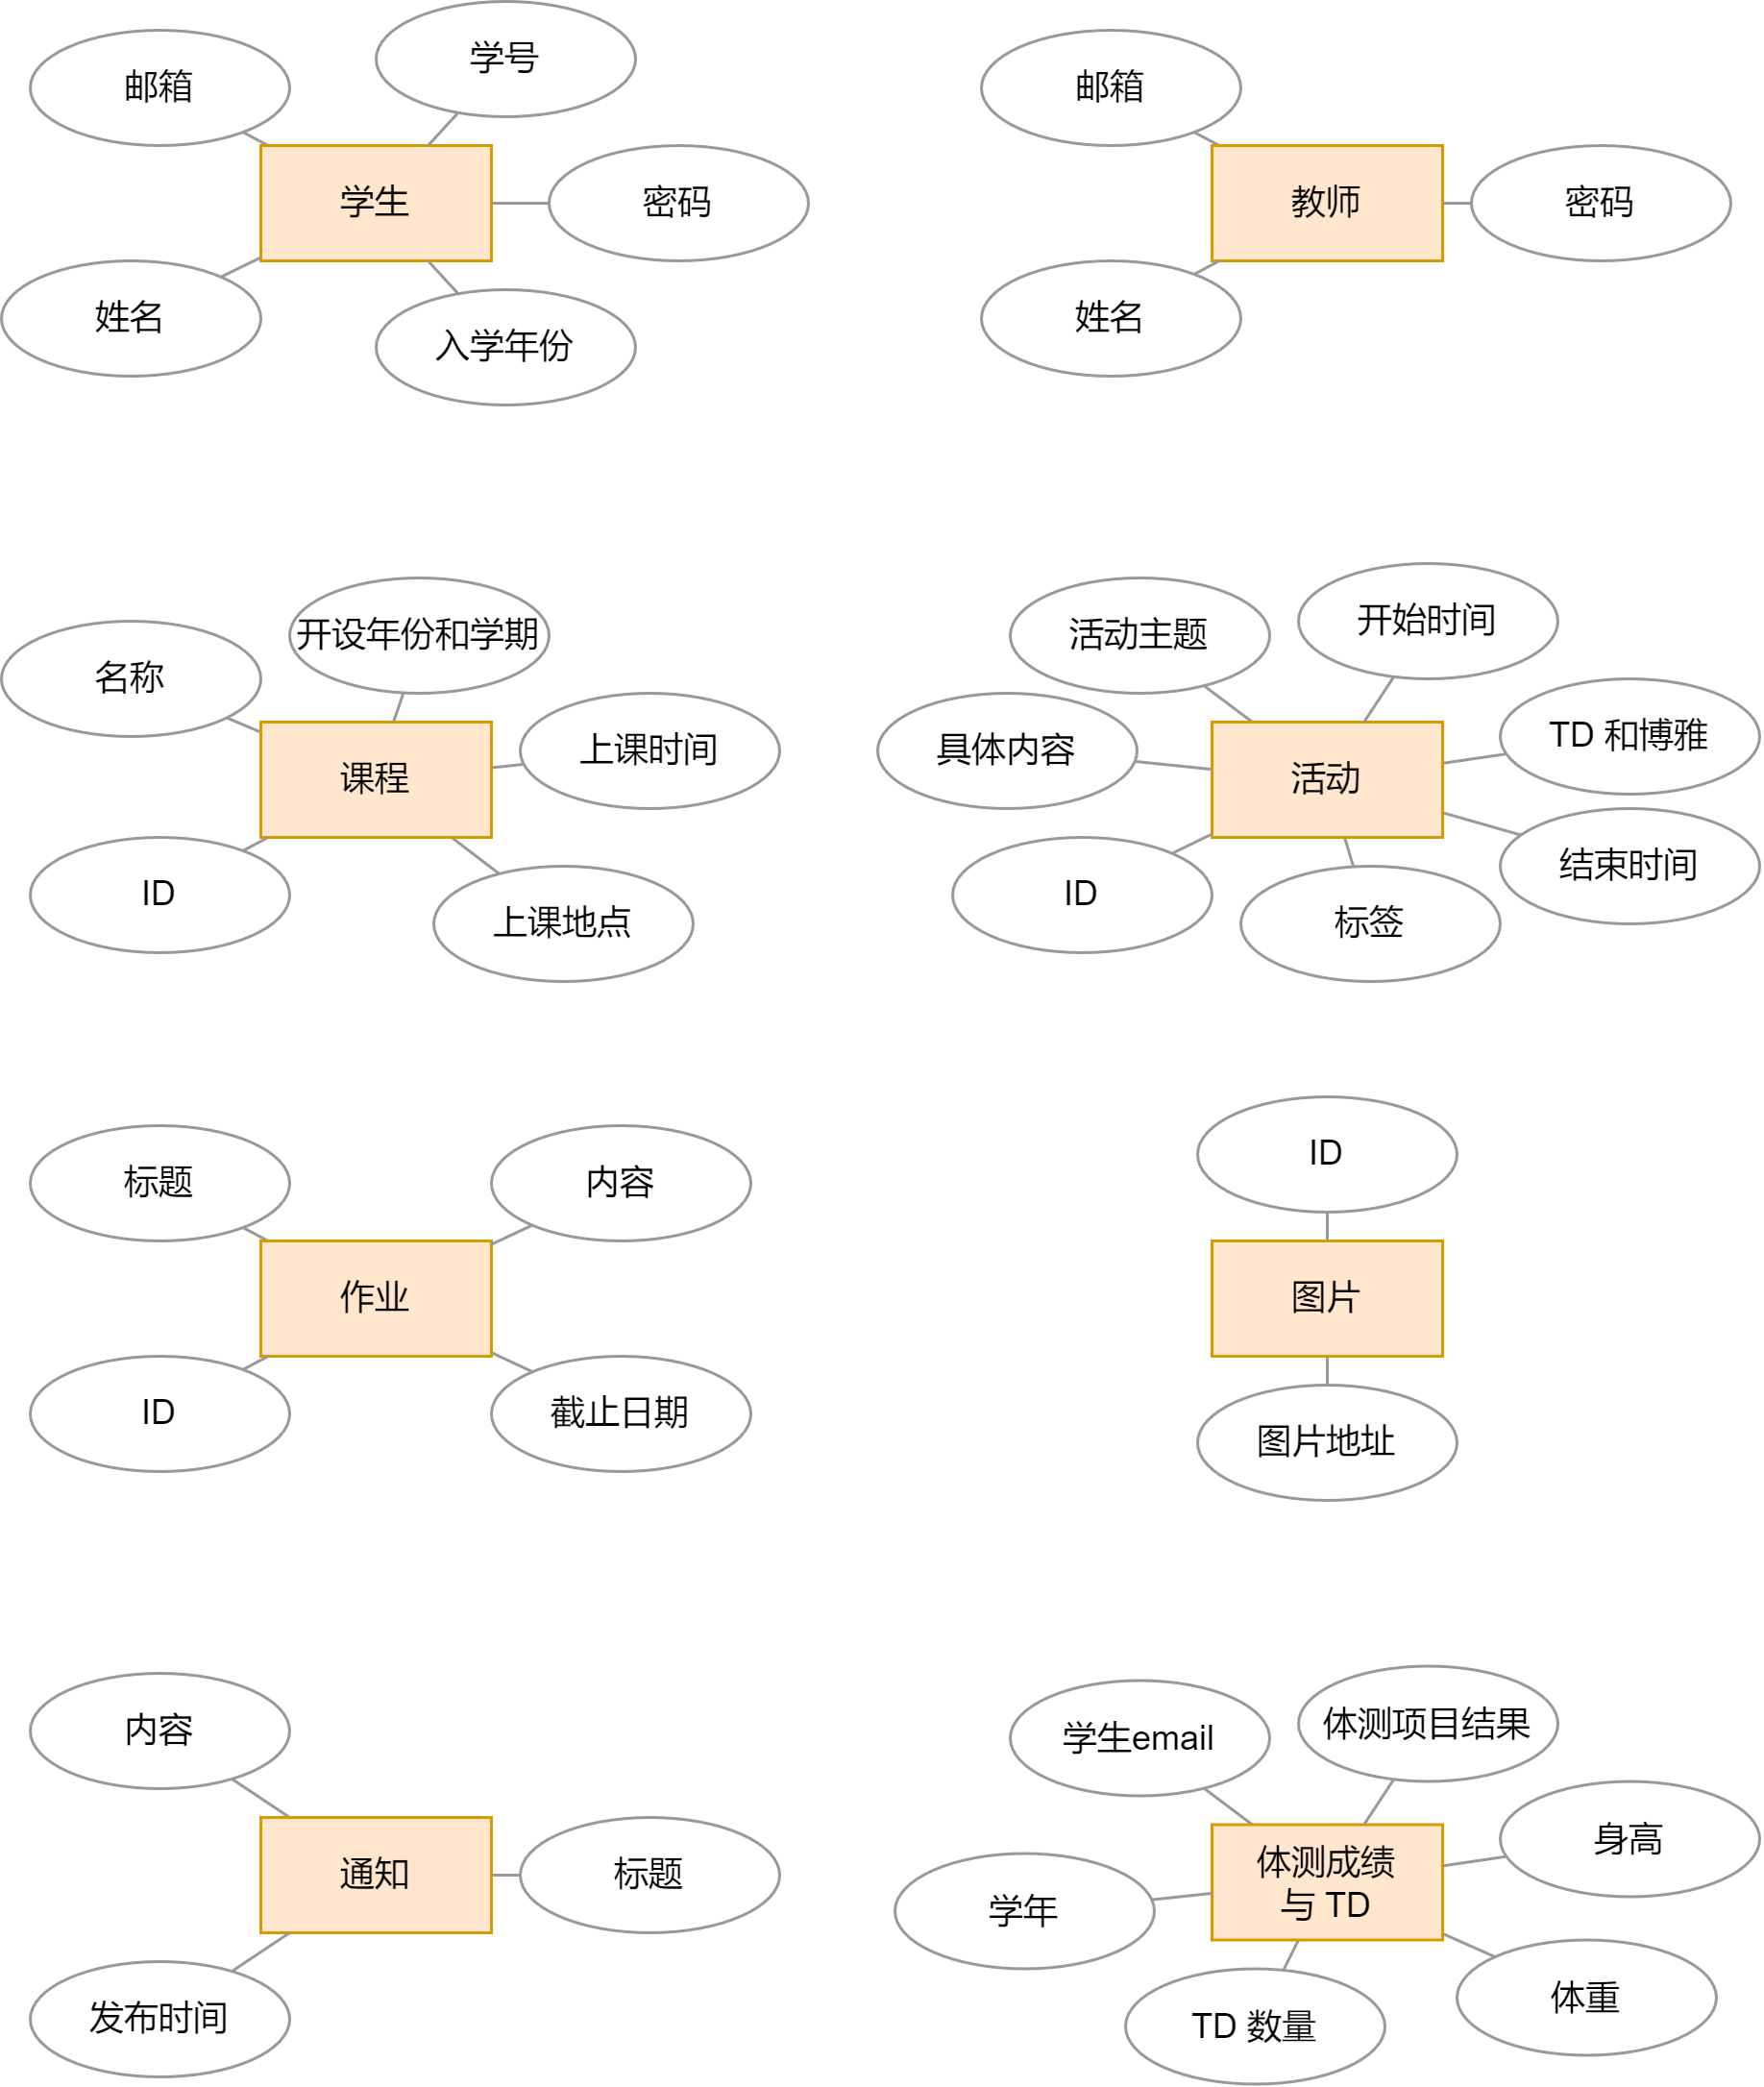 学号
邮箱
学生
密码
姓名
入学年份
邮箱
教师
密码
姓名
开设年份和学期
名称
上课时间
课程
ID
上课地点
开始时间
活动主题
TD 和博雅
具体内容
活动
结束时间
ID
标签
标题
内容
作业
ID
截止日期
ID
图片
图片地址
内容
通知
标题
发布时间
体测项目结果
学生email
身高
体测成绩
与 TD
学年
体重
TD 数量